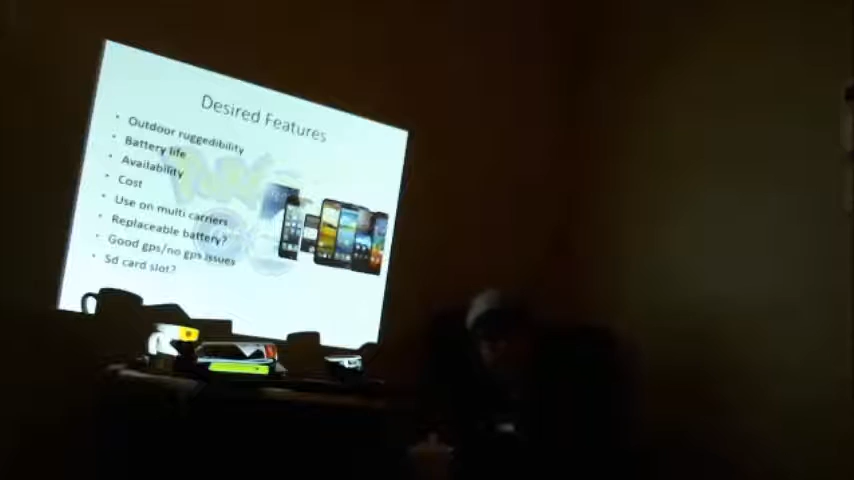 Desired Features
• Outdoor ruggedibility
• Battery life
• Availability
• Cost
• Use on multi carriers
• Replaceable battery?
• Good gps/no gps issues
• Sd card slot?